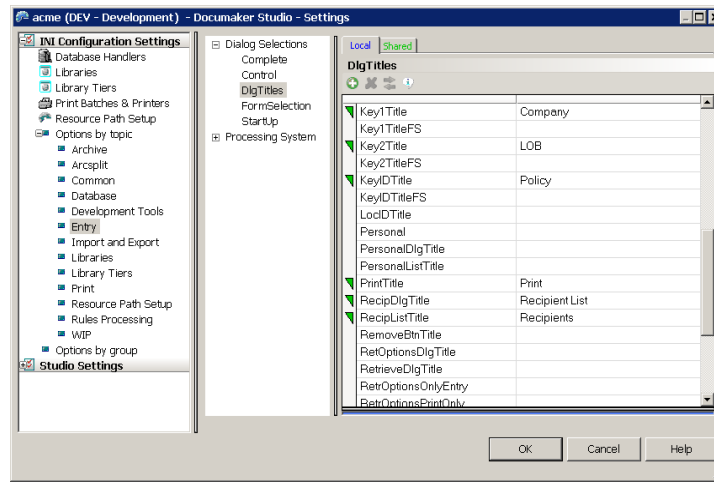 acme (DEV - Development) - Documaker Studio - Settings
INI Configuration Settings
Database Handlers
Libraries
Library Tiers
Print Batches & Printers
Resource Path Setup
Options by topic
Archive
Arcsplit
Common
Database
Development Tools
Entry
Import and Export
Libraries
Library Tiers
Print
Resource Path Setup
Rules Processing
WIP
Options by group
Studio Settings
Dialog Selections
Complete
Control
DlgTitles
FormSelection
StartUp
Processing System
Local Shared
DlgTitles
Key1Title Company
Key1TitleFS
Key2Title LOB
Key2TitleFS
KeyIDTitle Policy
KeyIDTitleFS
LocIDTitle
Personal
PersonalDlgTitle
PersonalListTitle
PrintTitle Print
RecipDlgTitle Recipient List
RecipListTitle Recipients
RemoveBtnTitle
RetOptionsDlgTitle
RetrieveDlgTitle
RetrOptionsOnlyEntry
RetrOptionsPrintOnly
OK Cancel Help